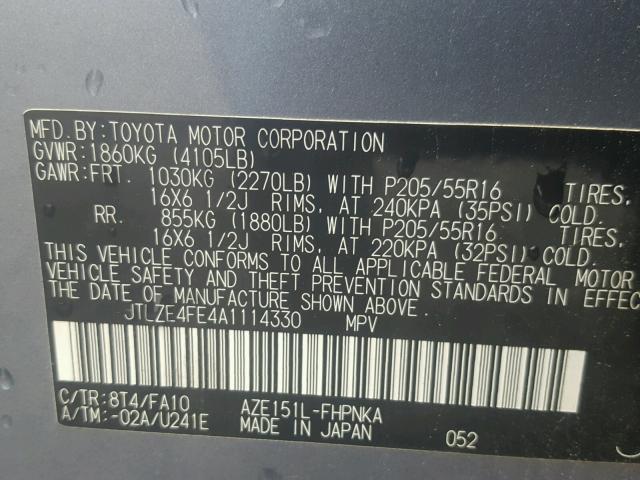 MFD.BY:TOYOTA MOTOR CORPORATION
GVWR:1860KG (4105LB)
GAWR:FRT. 1030KG (2270LB) WITH P205/55R16 TIRES,
16X6 1/2J RIMS, AT 240KPA (35PSI) COLD.
RR. 855KG (1880LB) WITH P205/55R16 TIRES,
16X6 1/2J RIMS, AT 220KPA (32PSI) COLD.
THIS VEHICLE CONFORMS TO ALL APPLICABLE FEDERAL MOTOR
VEHICLE SAFETY AND THEFT PREVENTION STANDARDS IN EFFEC
THE DATE OF MANUFACTURE SHOWN ABOVE.
JTLZE4FE4A1114330 MPV
C/TR:8T4/FA10 AZE151L-FHPNKA
A/TM:-02A/U241E MADE IN JAPAN 052